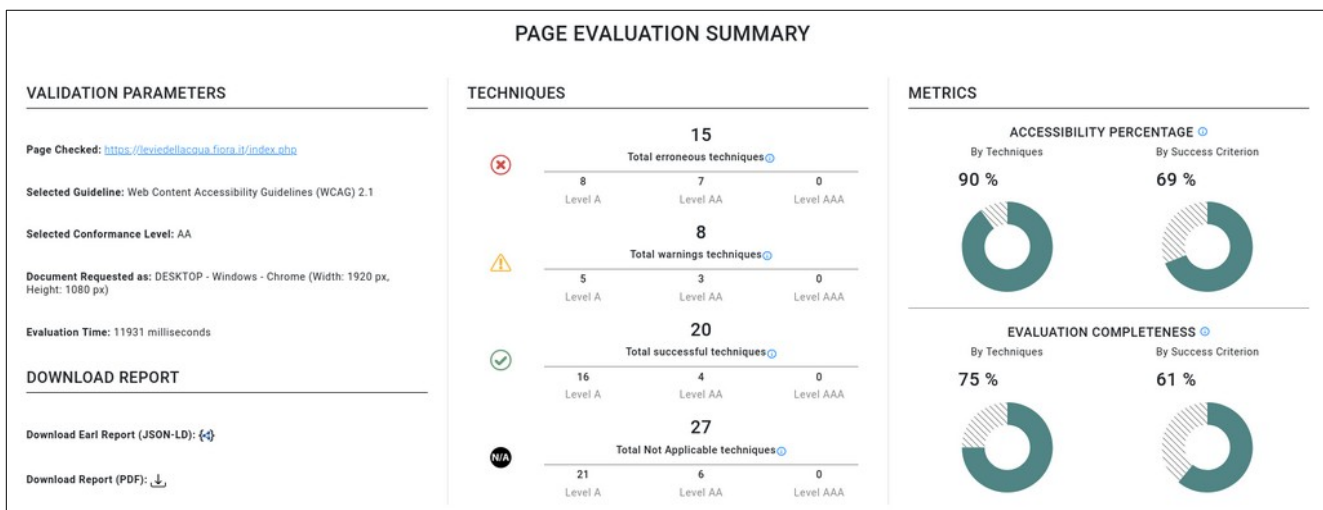 PAGE EVALUATION SUMMARY
VALIDATION PARAMETERS
Page Checked: https://leviedellacqua.fiora.it/index.php
Selected Guideline: Web Content Accessibility Guidelines (WCAG) 2.1
Selected Conformance Level: AA
Document Requested as: DESKTOP - Windows - Chrome (Width: 1920 px,
Height: 1080 px)
Evaluation Time: 11931 milliseconds
DOWNLOAD REPORT
Download Earl Report (JSON-LD):
Download Report (PDF):
TECHNIQUES
15
Total erroneous techniques
8 7 0
Level A Level AA Level AAA
8
Total warnings techniques
5 3 0
Level A Level AA Level AAA
20
Total successful techniques
16 4 0
Level A Level AA Level AAA
N/A
27
Total Not Applicable techniques
21 6 0
Level A Level AA Level AAA
METRICS
ACCESSIBILITY PERCENTAGE
By Techniques By Success Criterion
90 % 69 %
EVALUATION COMPLETENESS
By Techniques By Success Criterion
75 % 61 %